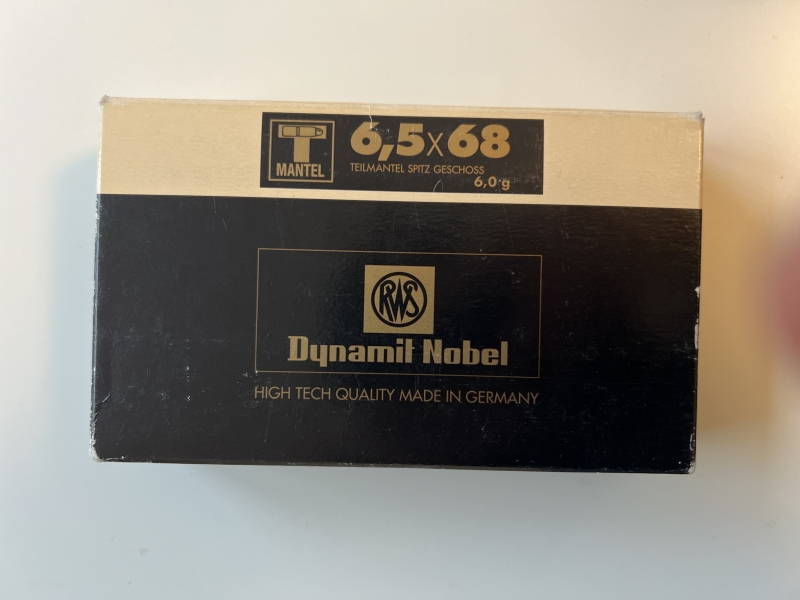 T
MANTEL
6,5x68
TEILMANTEL SPITZ GESCHOSS
6,0 g
RWS
Dynamit Nobel
HIGH TECH QUALITY MADE IN GERMANY